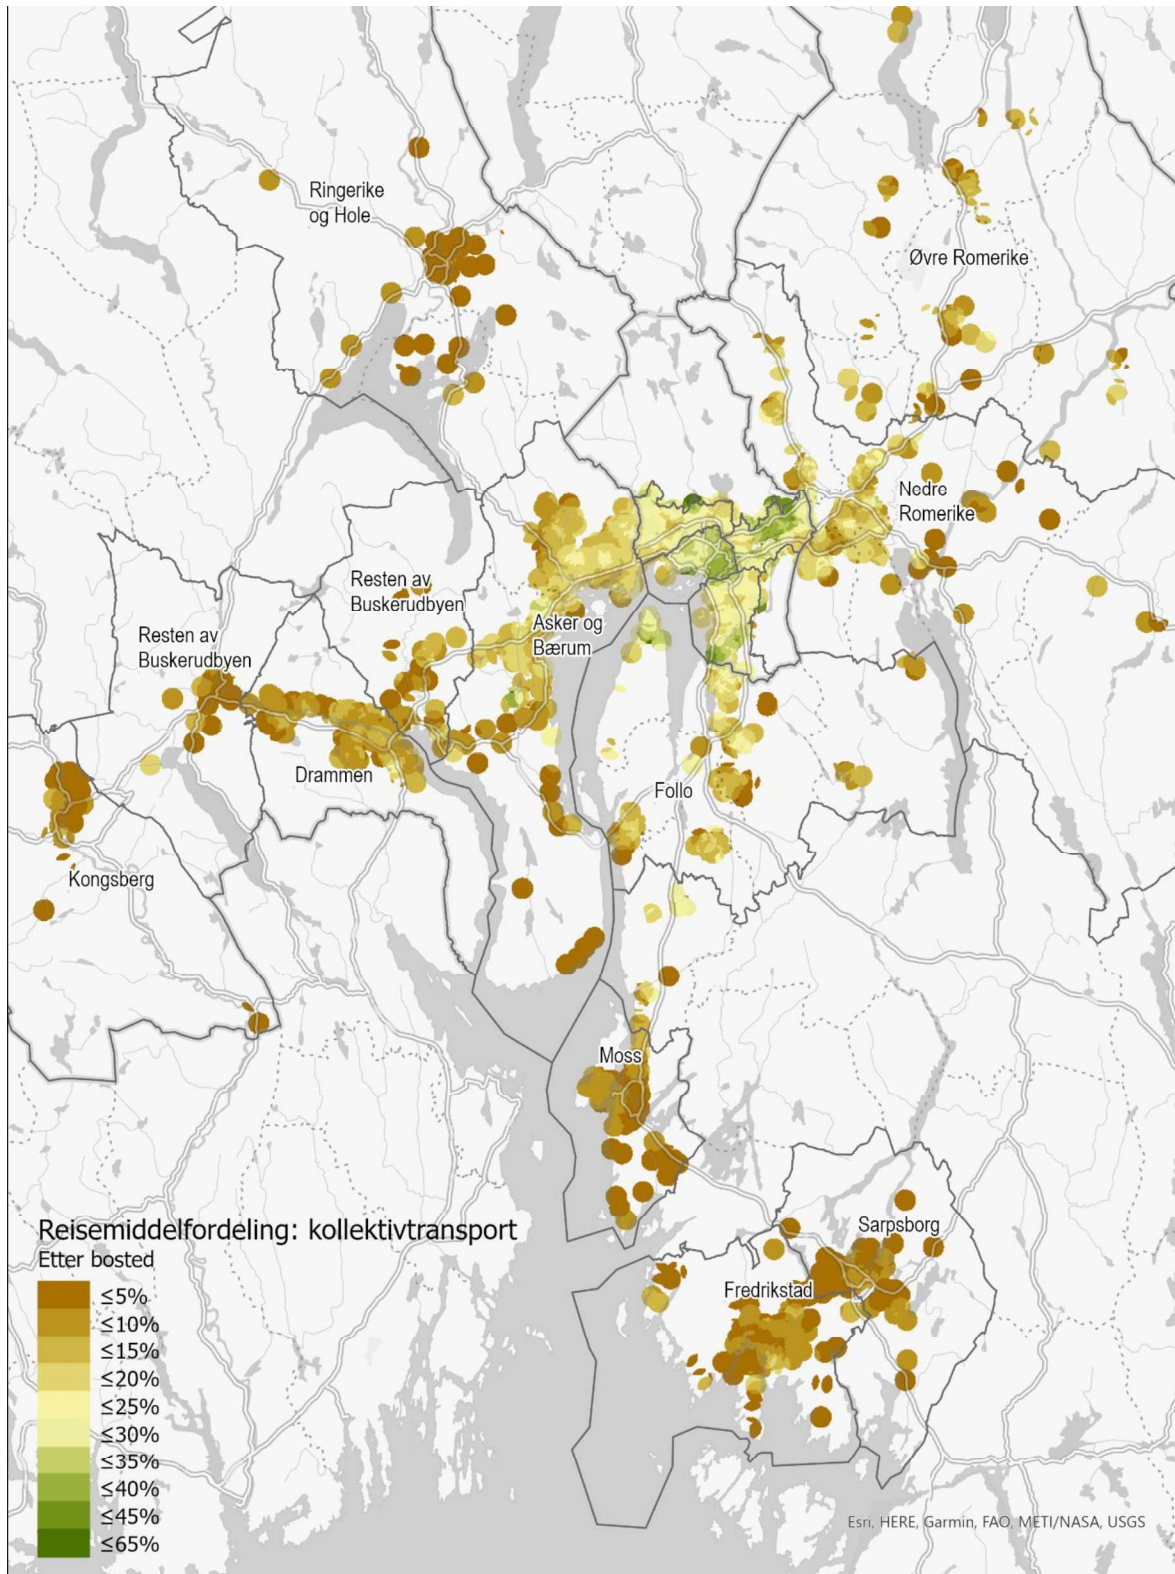 Ringerike
og Hole
Øvre Romerike
Nedre
Romerike
Resten av
Buskerudbyen
Asker og
Bærum
Resten av
Buskerudbyen
Drammen
Follo
Kongsberg
Moss
Sarpsborg
Fredrikstad
Reisemiddelfordeling: kollektivtransport
Etter bosted
≤5%
≤10%
≤15%
≤20%
≤25%
≤30%
≤35%
≤40%
≤45%
≤65%
Esri, HERE, Garmin, FAO, METI/NASA, USGS